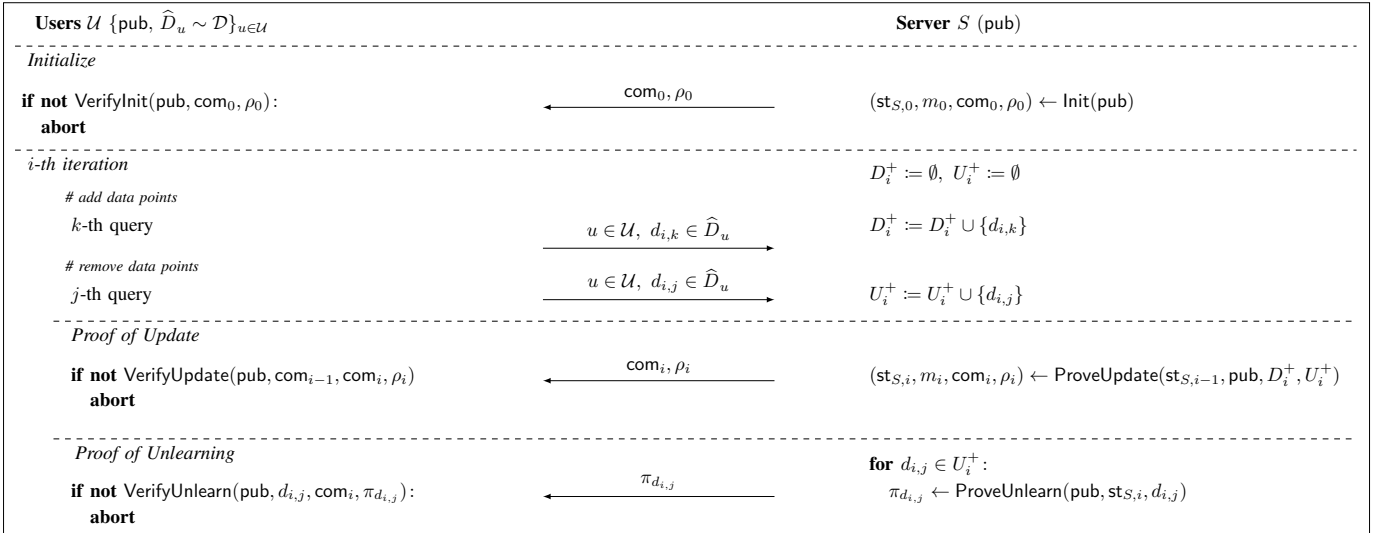 Users 𝒰 {pub, D̂_u ∼ 𝒟}_{u∈𝒰} Server S (pub)
Initialize
if not VerifyInit(pub, com_0, ρ_0): com_0, ρ_0 (st_{S,0}, m_0, com_0, ρ_0) ← Init(pub)
abort
i-th iteration D_i^+ := ∅, U_i^+ := ∅
# add data points
k-th query u ∈ 𝒰, d_{i,k} ∈ D̂_u D_i^+ := D_i^+ ∪ {d_{i,k}}
# remove data points
j-th query u ∈ 𝒰, d_{i,j} ∈ D̂_u U_i^+ := U_i^+ ∪ {d_{i,j}}
Proof of Update
if not VerifyUpdate(pub, com_{i−1}, com_i, ρ_i) com_i, ρ_i (st_{S,i}, m_i, com_i, ρ_i) ← ProveUpdate(st_{S,i−1}, pub, D_i^+, U_i^+)
abort
Proof of Unlearning for d_{i,j} ∈ U_i^+:
if not VerifyUnlearn(pub, d_{i,j}, com_i, π_{d_{i,j}}): π_{d_{i,j}} π_{d_{i,j}} ← ProveUnlearn(pub, st_{S,i}, d_{i,j})
abort